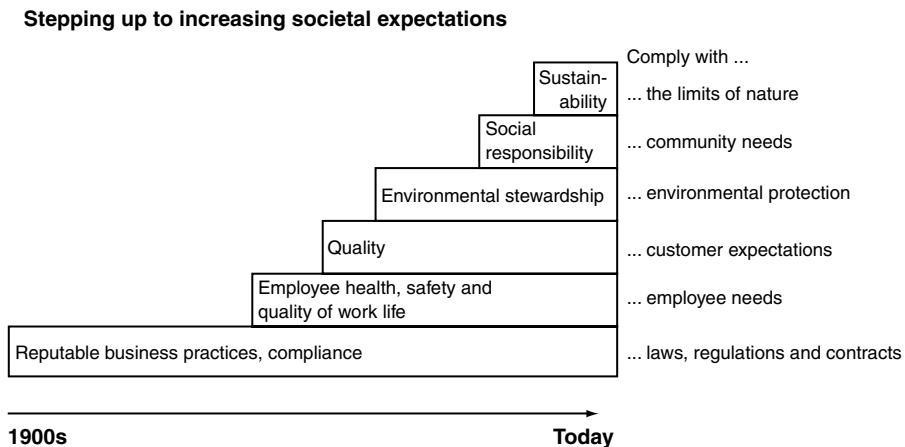 Stepping up to increasing societal expectations
Comply with ...
Sustain-
ability
... the limits of nature
Social
responsibility
... community needs
Environmental stewardship
... environmental protection
Quality
... customer expectations
Employee health, safety and
quality of work life
... employee needs
Reputable business practices, compliance
... laws, regulations and contracts
1900s
Today